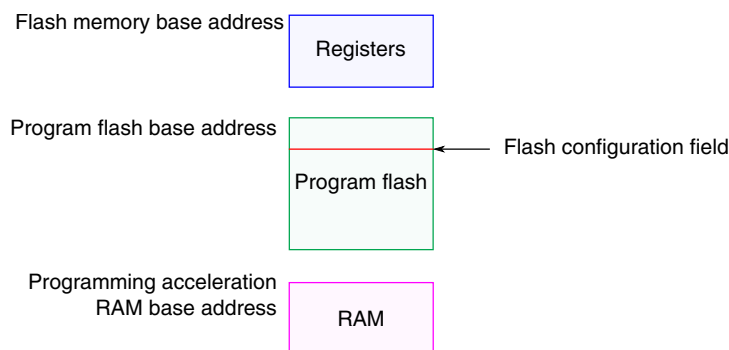 Flash memory base address
Registers
Program flash base address
Flash configuration field
Program flash
Programming acceleration
RAM base address
RAM